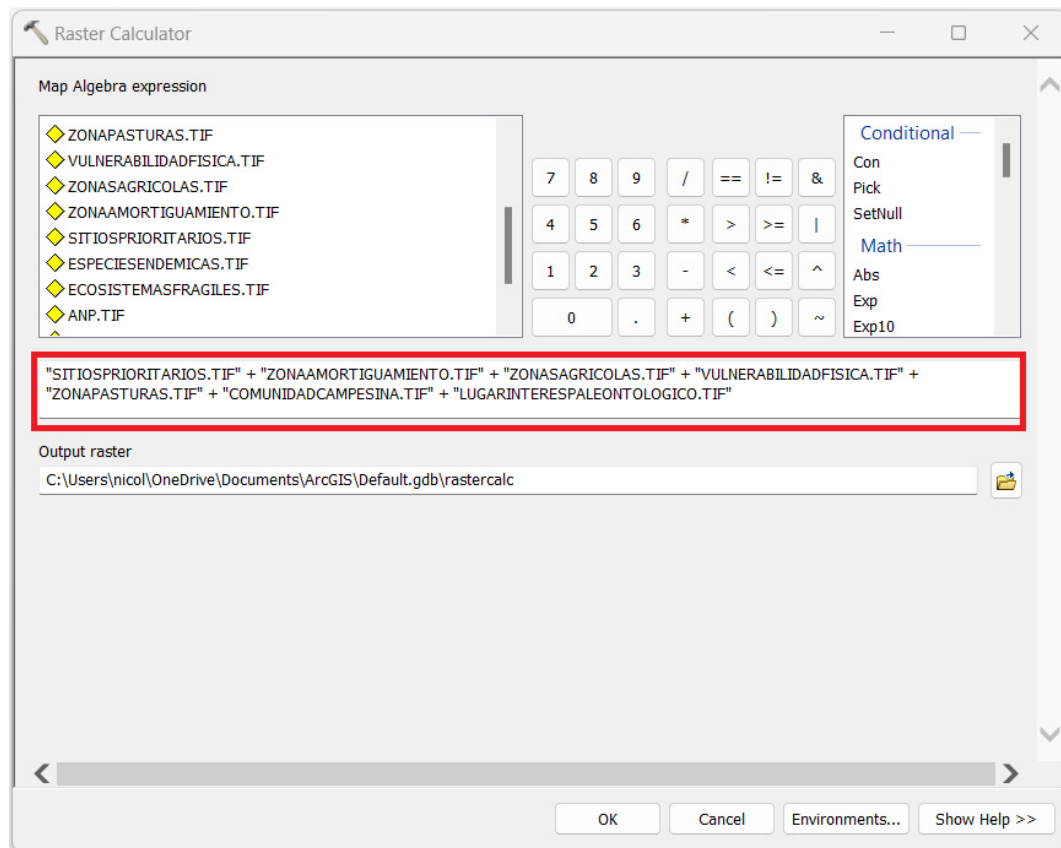 Raster Calculator
Map Algebra expression
ZONAPASTURAS.TIF
VULNERABILIDADFISICA.TIF
ZONASAGRICOLAS.TIF
ZONAAMORTIGUAMIENTO.TIF
SITIOSPRIORITARIOS.TIF
ESPECIESENDEMICAS.TIF
ECOSISTEMASFRAGILES.TIF
ANP.TIF
7 8 9 / == != &
4 5 6 * > >= |
1 2 3 - < <= ^
0 . + ( ) ~
Conditional
Con
Pick
SetNull
Math
Abs
Exp
Exp10
"SITIOSPRIORITARIOS.TIF" + "ZONAAMORTIGUAMIENTO.TIF" + "ZONASAGRICOLAS.TIF" + "VULNERABILIDADFISICA.TIF" +
"ZONAPASTURAS.TIF" + "COMUNIDADCAMPESINA.TIF" + "LUGARINTERESPALEONTOLOGICO.TIF"
Output raster
C:\Users\nicol\OneDrive\Documents\ArcGIS\Default.gdb\rastercalc
OK Cancel Environments... Show Help >>